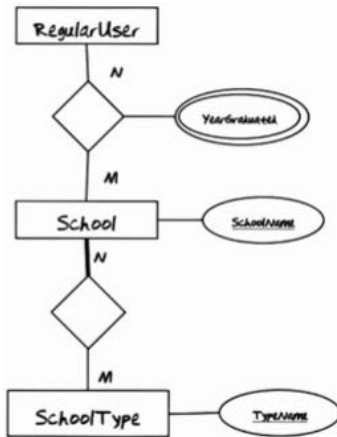 RegularUser
N
YearGraduated
M
School
SchoolName
N
M
SchoolType
TypeName